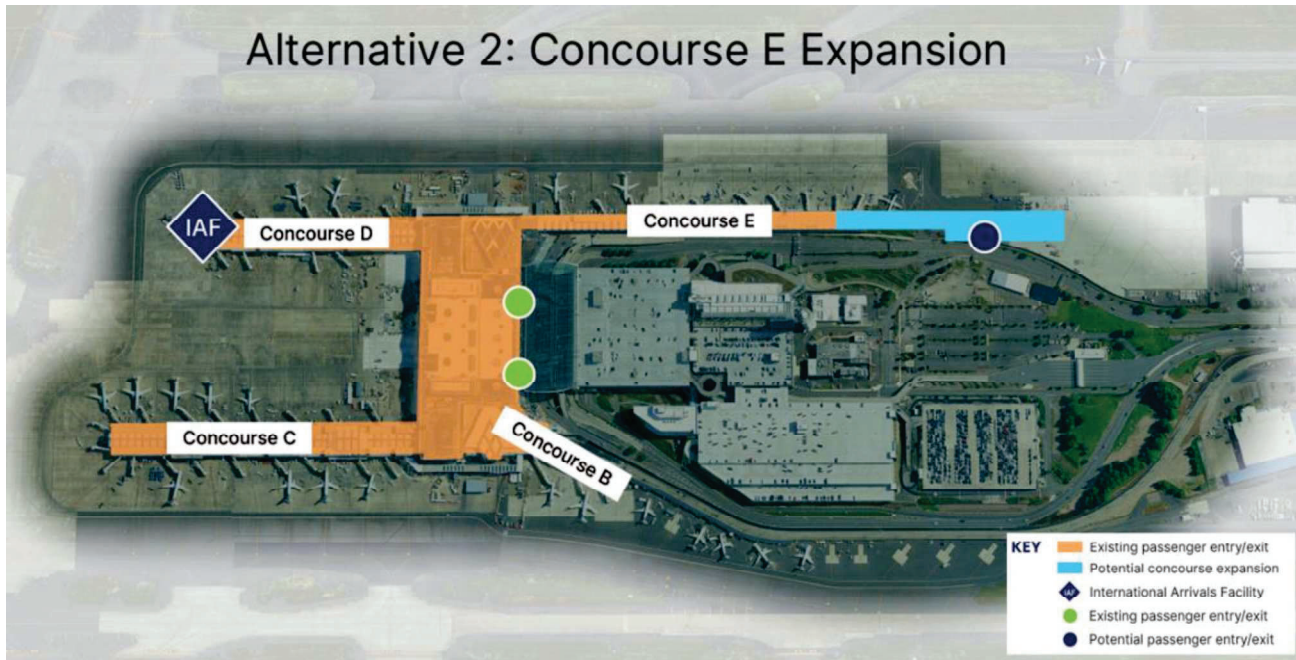 Alternative 2: Concourse E Expansion
IAF
Concourse D
Concourse E
Concourse C
Concourse B
KEY
Existing passenger entry/exit
Potential concourse expansion
IAF
International Arrivals Facility
Existing passenger entry/exit
Potential passenger entry/exit